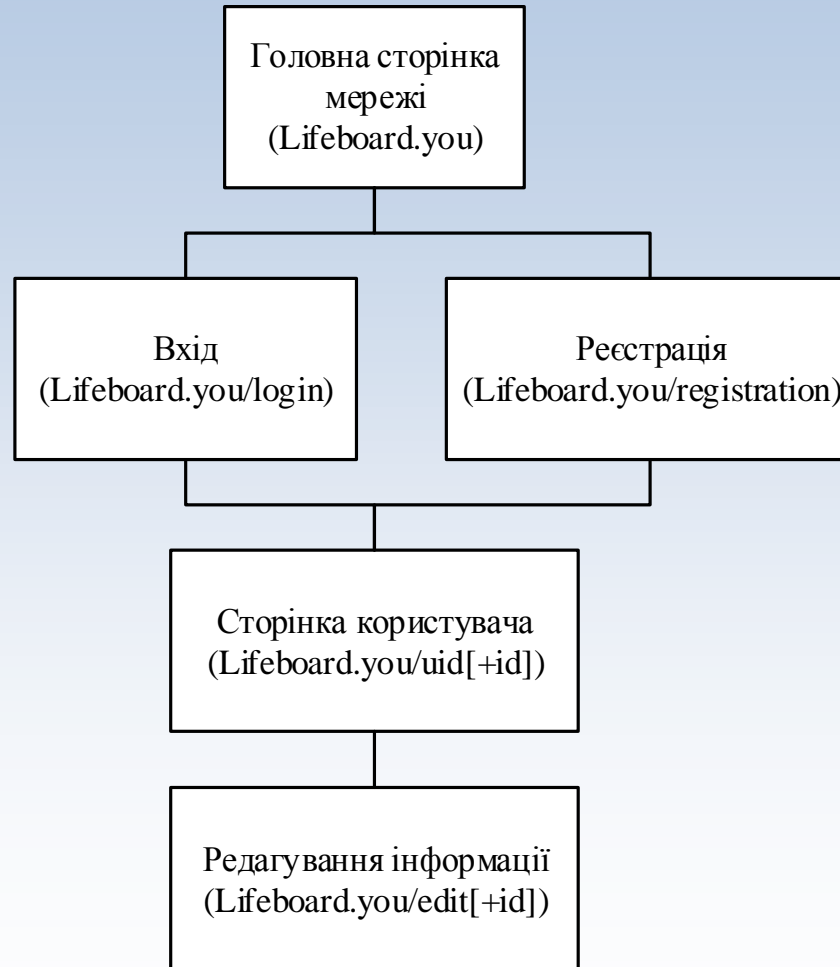 Головна сторінка
мережі
(Lifeboard.you)
Вхід
(Lifeboard.you/login)
Реєстрація
(Lifeboard.you/registration)
Сторінка користувача
(Lifeboard.you/uid[+id])
Редагування інформації
(Lifeboard.you/edit[+id])